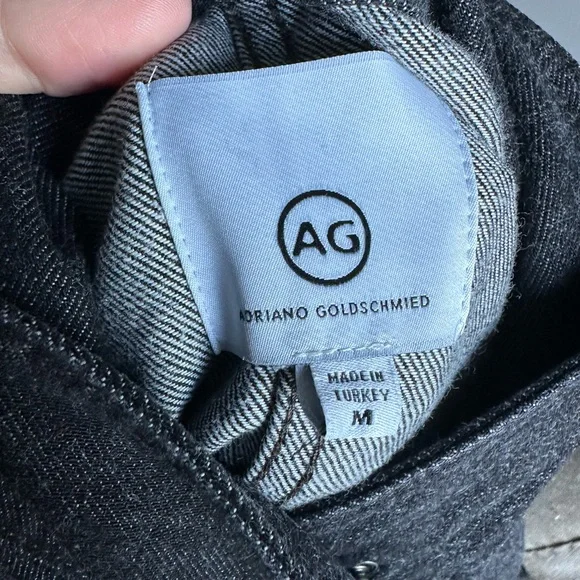 AG
ADRIANO GOLDSCHMIED
MADE IN
TURKEY
M